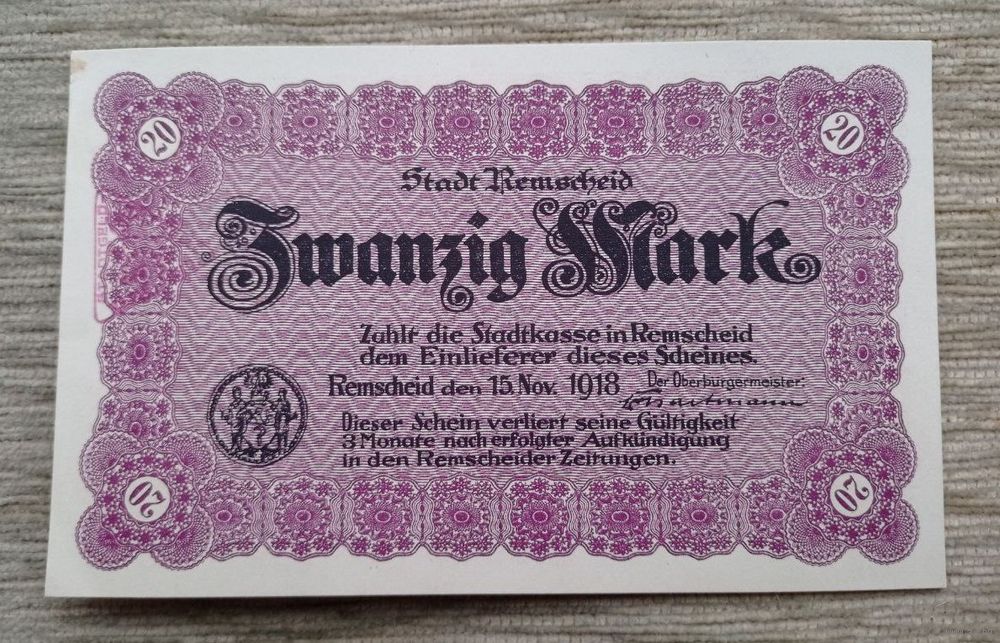 20
20
Stadt Remscheid
Zwanzig Mark
Zahlt die Stadtkasse in Remscheid
dem Einlieferer dieses Scheines.
Remscheid den 15 Nov. 1918
Der Oberbürgermeister:
Dieser Schein verliert seine Gültigkeit
3 Monate nach erfolgter Aufkündigung
in den Remscheider Zeitungen.
20
20